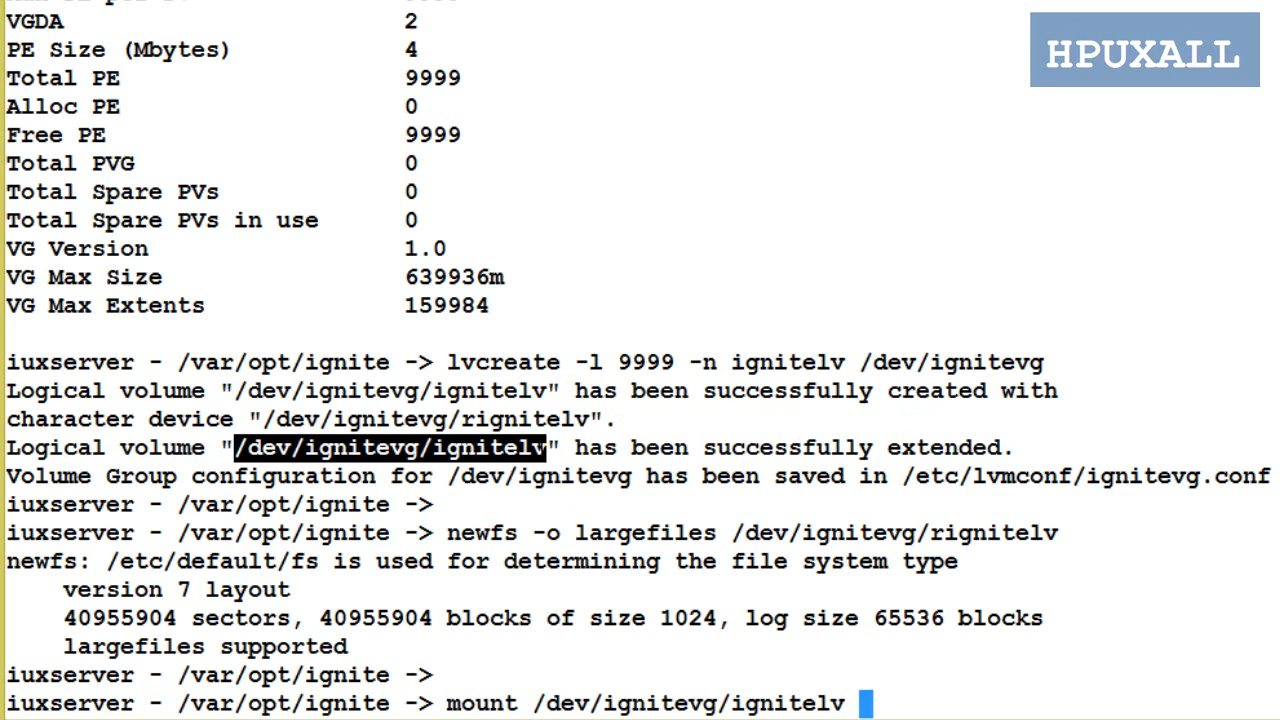 VGDA 2
PE Size (Mbytes) 4
Total PE 9999
Alloc PE 0
Free PE 9999
Total PVG 0
Total Spare PVs 0
Total Spare PVs in use 0
VG Version 1.0
VG Max Size 639936m
VG Max Extents 159984
iuxserver - /var/opt/ignite -> lvcreate -l 9999 -n ignitelv /dev/ignitevg
Logical volume "/dev/ignitevg/ignitelv" has been successfully created with
character device "/dev/ignitevg/rignitelv".
Logical volume "/dev/ignitevg/ignitelv" has been successfully extended.
Volume Group configuration for /dev/ignitevg has been saved in /etc/lvmconf/ignitevg.conf
iuxserver - /var/opt/ignite ->
iuxserver - /var/opt/ignite -> newfs -o largefiles /dev/ignitevg/rignitelv
newfs: /etc/default/fs is used for determining the file system type
version 7 layout
40955904 sectors, 40955904 blocks of size 1024, log size 65536 blocks
largefiles supported
iuxserver - /var/opt/ignite ->
iuxserver - /var/opt/ignite -> mount /dev/ignitevg/ignitelv
HPUXALL